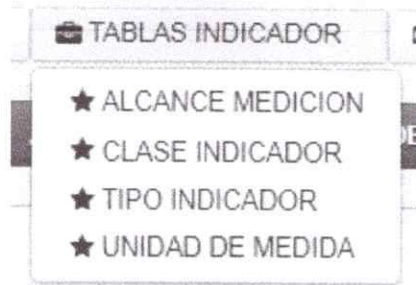 TABLAS INDICADOR
ALCANCE MEDICION
CLASE INDICADOR
TIPO INDICADOR
UNIDAD DE MEDIDA